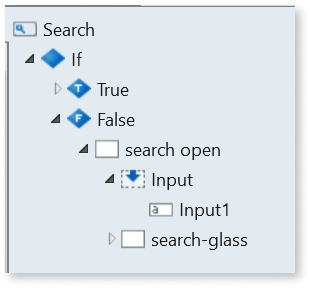 Search
If
T True
F False
search open
Input
a Input1
search-glass